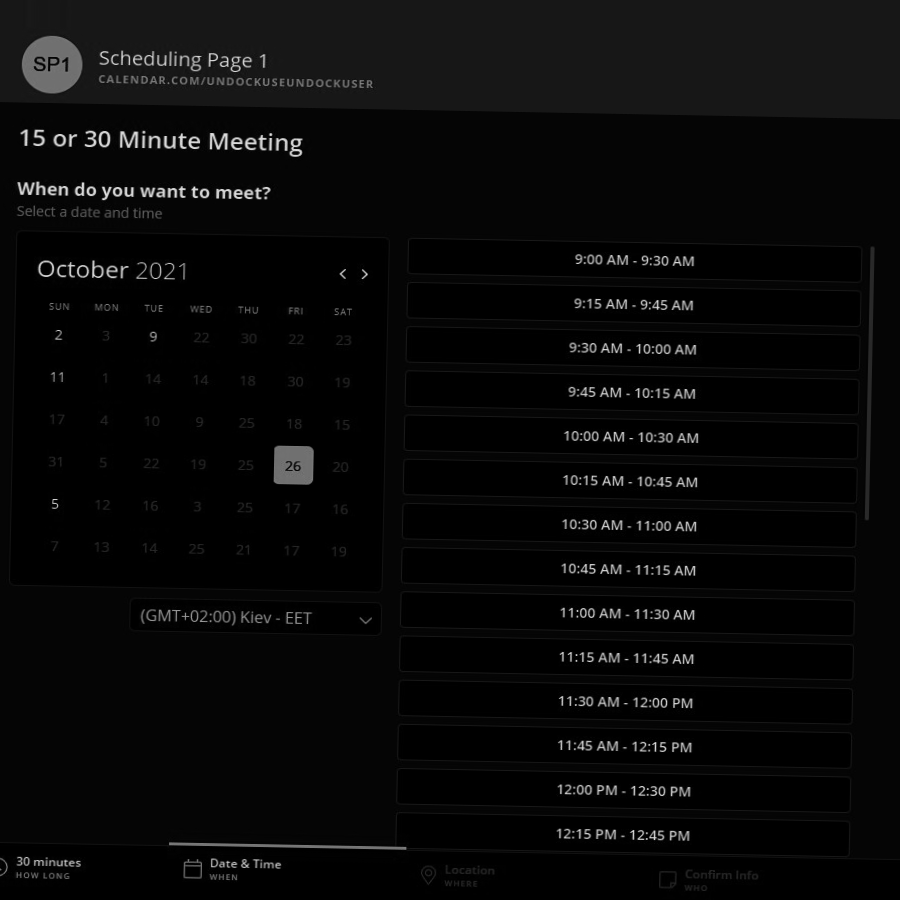 SP1
Scheduling Page 1
CALENDAR.COM/UNDOCKUSEUNDOCKUSER
15 or 30 Minute Meeting
When do you want to meet?
Select a date and time
October 2021
SUN MON TUE WED THU FRI SAT
2 3 9 22 30 22 23
11 1 14 14 18 30 19
17 4 10 9 25 18 15
31 5 22 19 25 26 20
5 12 16 3 25 17 16
7 13 14 25 21 17 19
(GMT+02:00) Kiev - EET
9:00 AM - 9:30 AM
9:15 AM - 9:45 AM
9:30 AM - 10:00 AM
9:45 AM - 10:15 AM
10:00 AM - 10:30 AM
10:15 AM - 10:45 AM
10:30 AM - 11:00 AM
10:45 AM - 11:15 AM
11:00 AM - 11:30 AM
11:15 AM - 11:45 AM
11:30 AM - 12:00 PM
11:45 AM - 12:15 PM
12:00 PM - 12:30 PM
12:15 PM - 12:45 PM
30 minutes
HOW LONG
Date & Time
WHEN
Location
WHERE
Confirm Info
WHO